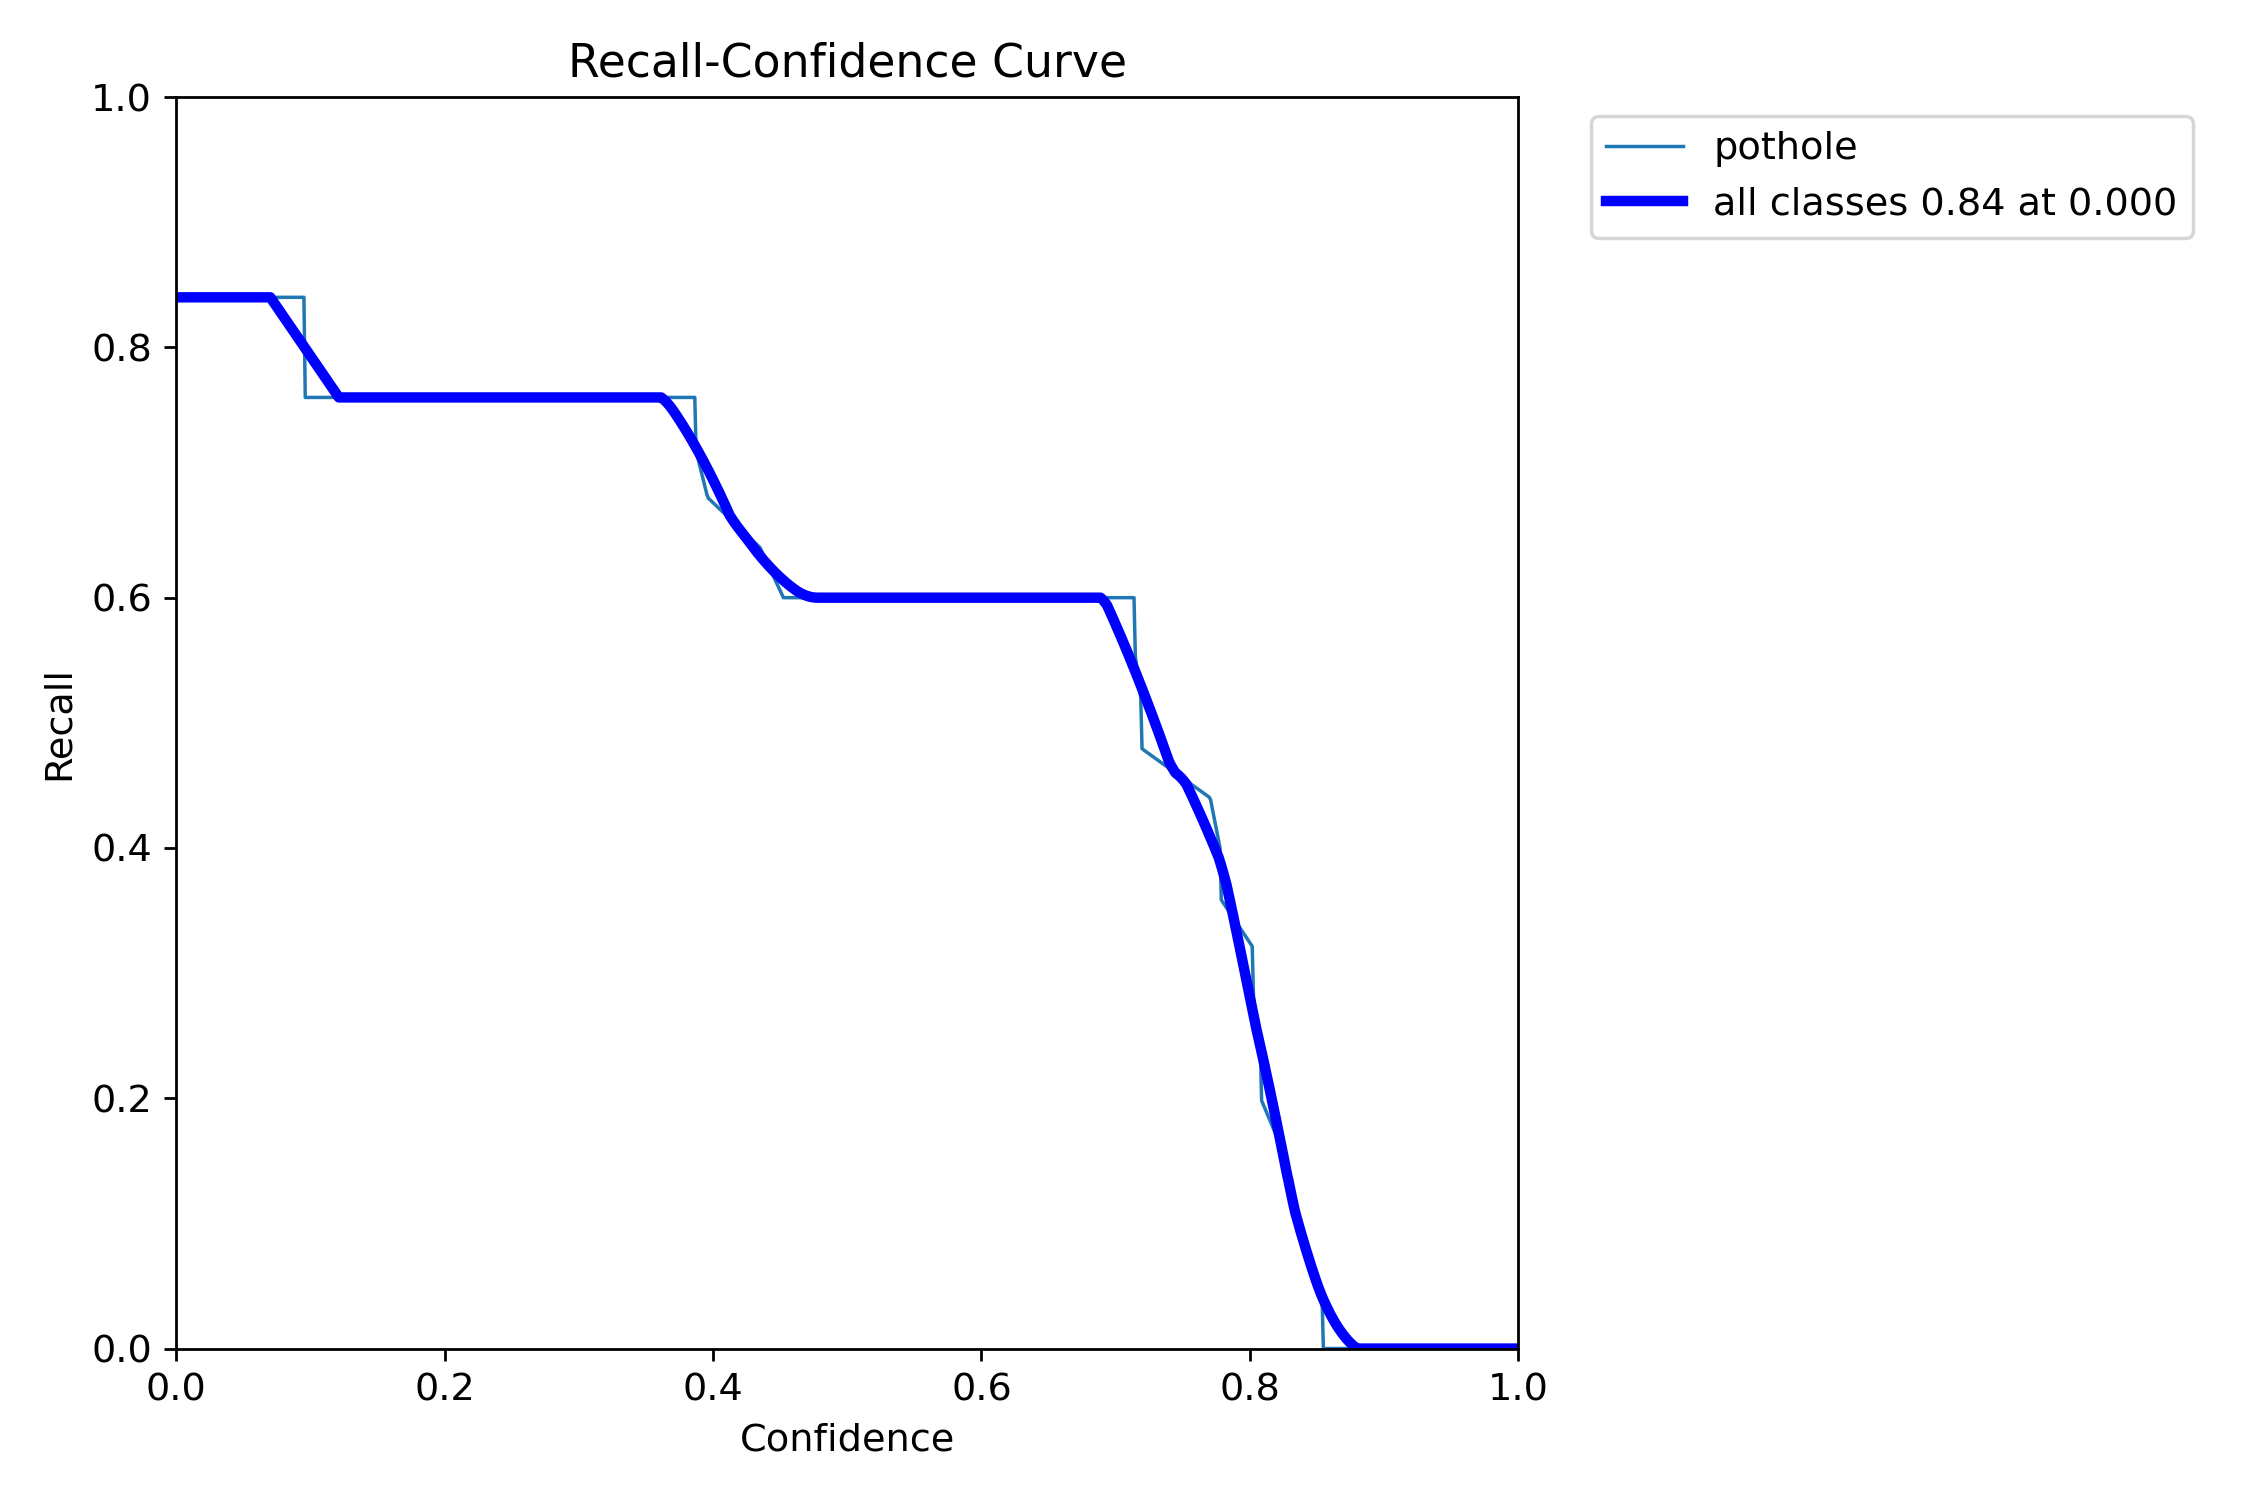 Recall-Confidence Curve
1.0
0.8
0.6
0.4
0.2
0.0
Recall
0.0 0.2 0.4 0.6 0.8 1.0
Confidence
pothole
all classes 0.84 at 0.000